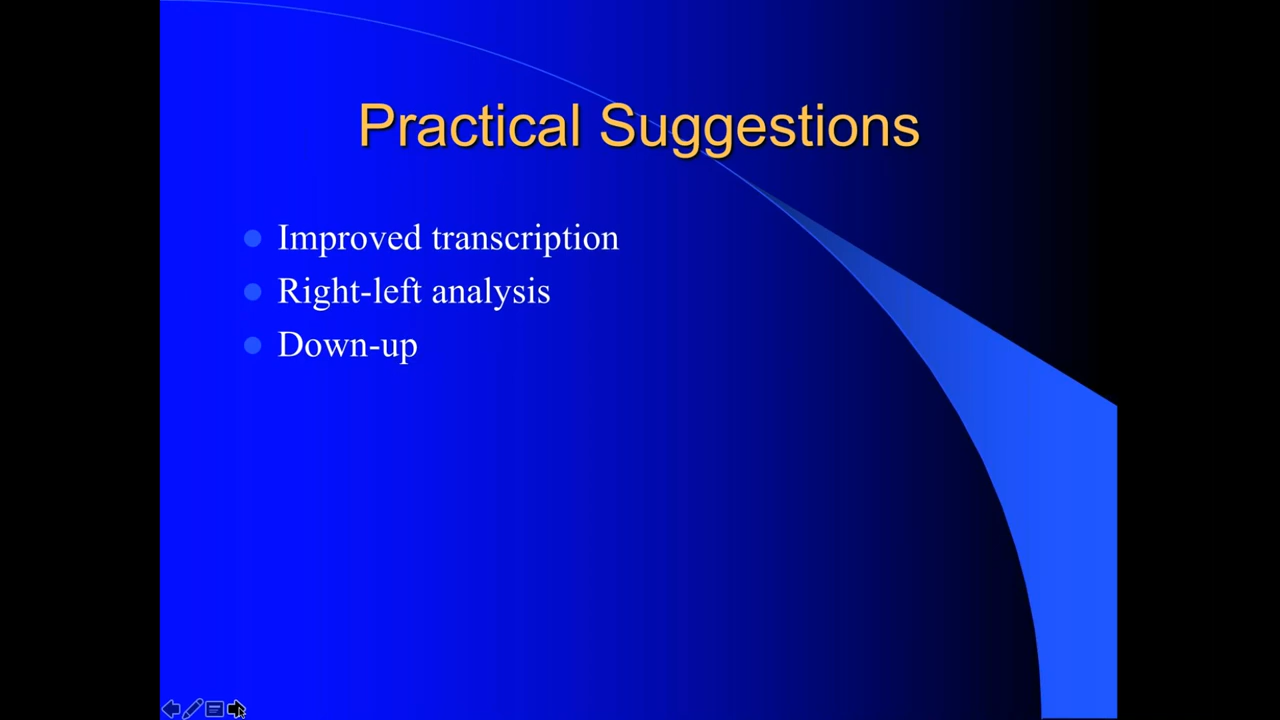 Practical Suggestions
Improved transcription
Right-left analysis
Down-up